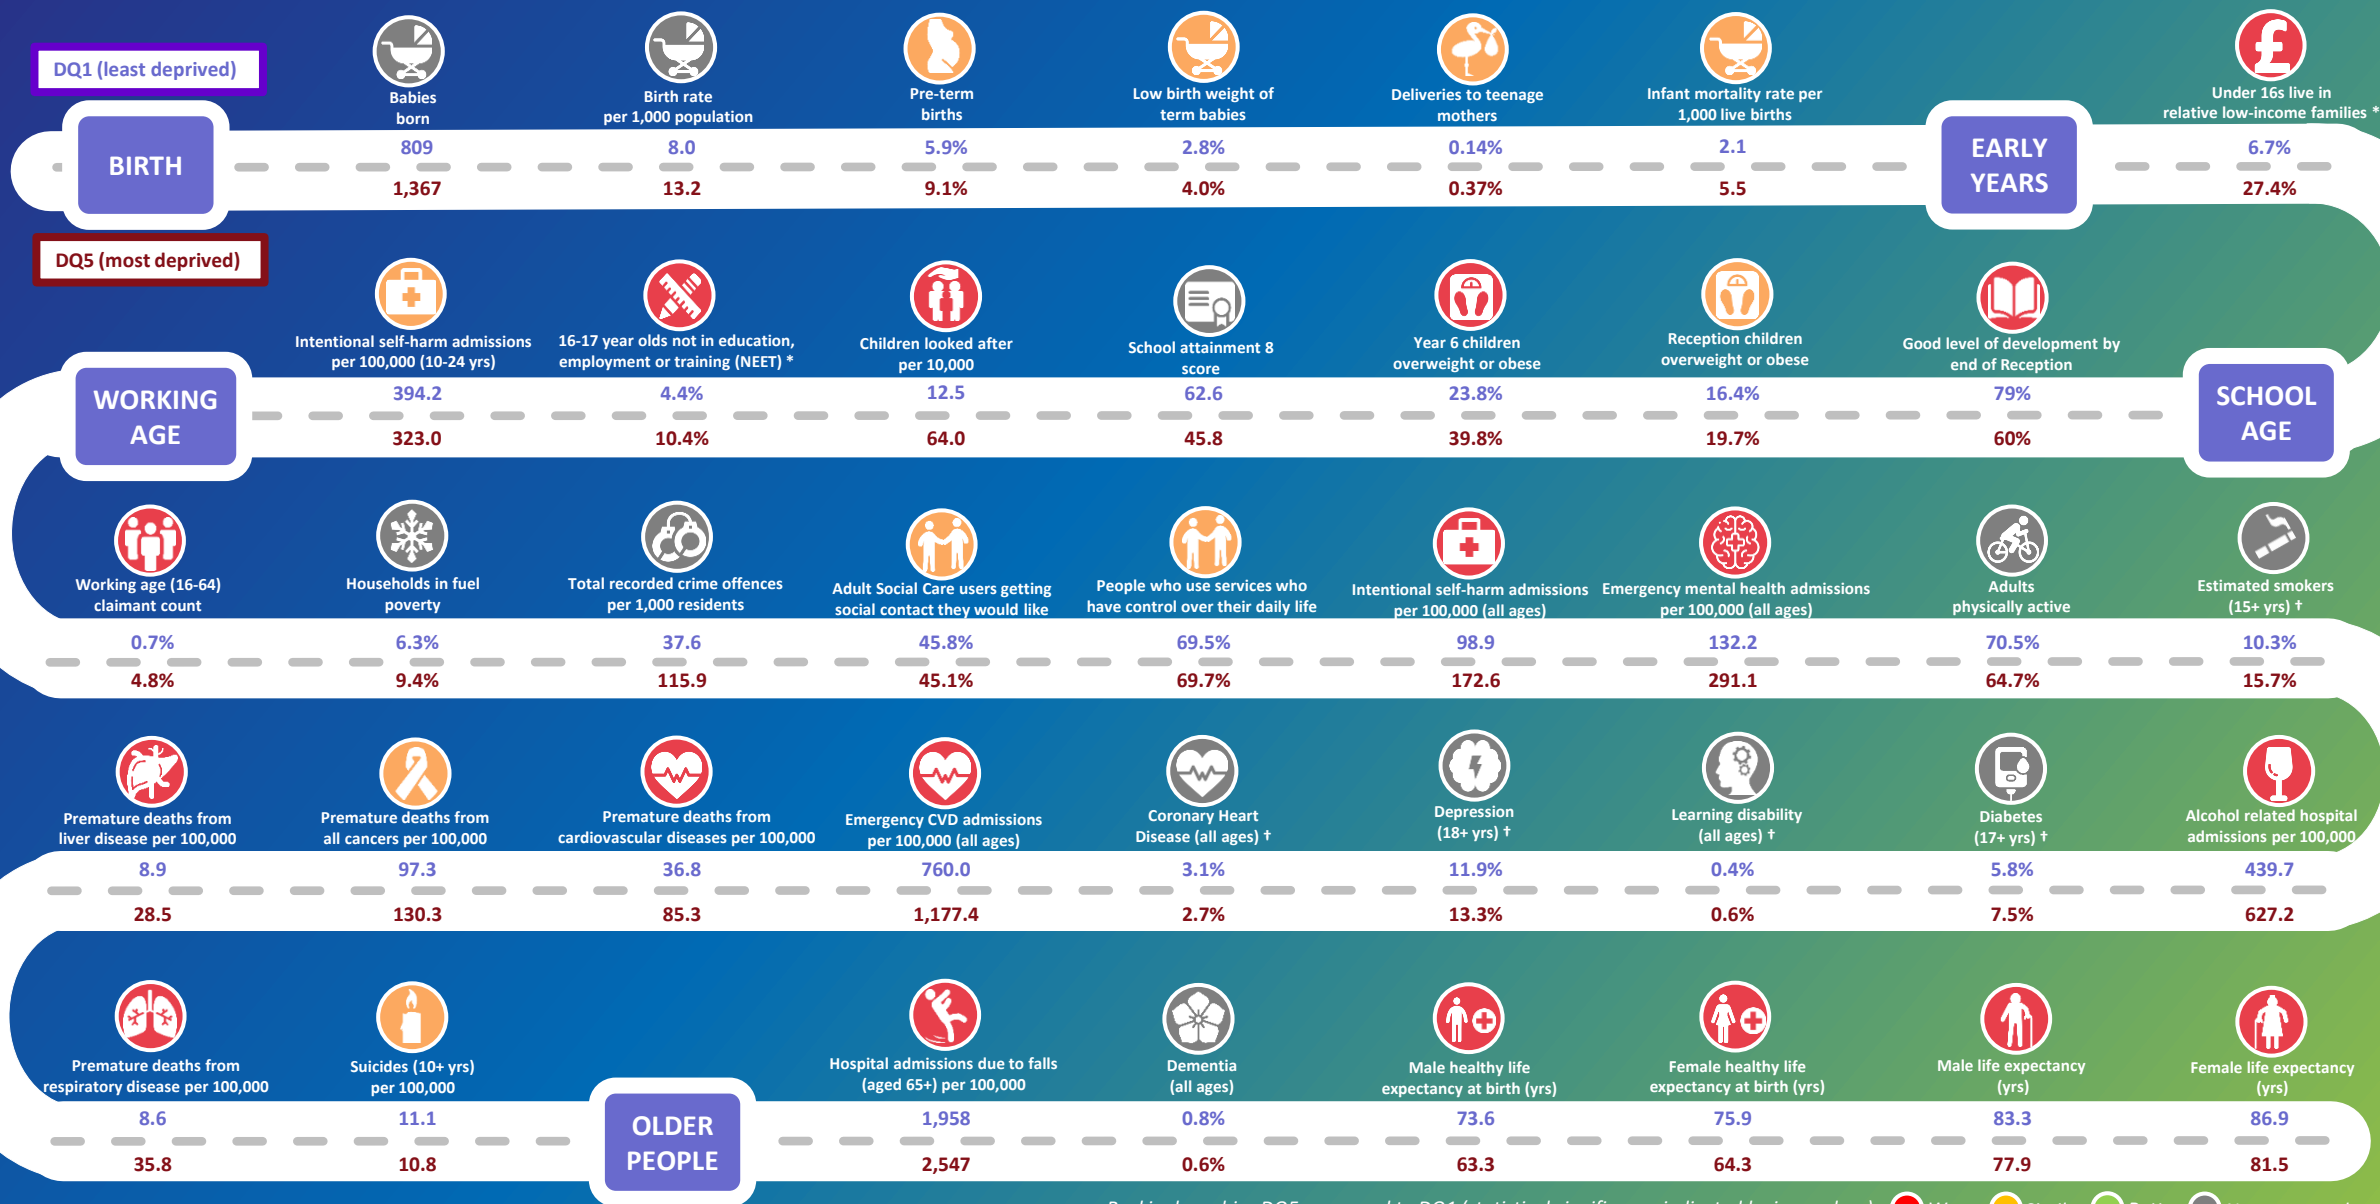 DQ1 (least deprived)
BIRTH
DQ5 (most deprived)
Babies
born
809
1,367
Birth rate
per 1,000 population
8.0
13.2
Pre-term
births
5.9%
9.1%
Low birth weight of
term babies
2.8%
4.0%
Deliveries to teenage
mothers
0.14%
0.37%
Infant mortality rate per
1,000 live births
2.1
5.5
EARLY
YEARS
Under 16s live in
relative low-income families *
6.7%
27.4%
WORKING
AGE
Intentional self-harm admissions
per 100,000 (10-24 yrs)
394.2
323.0
16-17 year olds not in education,
employment or training (NEET) *
4.4%
10.4%
Children looked after
per 10,000
12.5
64.0
School attainment 8
score
62.6
45.8
Year 6 children
overweight or obese
23.8%
39.8%
Reception children
overweight or obese
16.4%
19.7%
Good level of development by
end of Reception
79%
60%
SCHOOL
AGE
Working age (16-64)
claimant count
0.7%
4.8%
Households in fuel
poverty
6.3%
9.4%
Total recorded crime offences
per 1,000 residents
37.6
115.9
Adult Social Care users getting
social contact they would like
45.8%
45.1%
People who use services who
have control over their daily life
69.5%
69.7%
Intentional self-harm admissions
per 100,000 (all ages)
98.9
172.6
Emergency mental health admissions
per 100,000 (all ages)
132.2
291.1
Adults
physically active
70.5%
64.7%
Estimated smokers
(15+ yrs) †
10.3%
15.7%
Premature deaths from
liver disease per 100,000
8.9
28.5
Premature deaths from
all cancers per 100,000
97.3
130.3
Premature deaths from
cardiovascular diseases per 100,000
36.8
85.3
Emergency CVD admissions
per 100,000 (all ages)
760.0
1,177.4
Coronary Heart
Disease (all ages) †
3.1%
2.7%
Depression
(18+ yrs) †
11.9%
13.3%
Learning disability
(all ages) †
0.4%
0.6%
Diabetes
(17+ yrs) †
5.8%
7.5%
Alcohol related hospital
admissions per 100,000
439.7
627.2
Premature deaths from
respiratory disease per 100,000
8.6
35.8
Suicides (10+ yrs)
per 100,000
11.1
10.8
OLDER
PEOPLE
Hospital admissions due to falls
(aged 65+) per 100,000
1,958
2,547
Dementia
(all ages)
0.8%
0.6%
Male healthy life
expectancy at birth (yrs)
73.6
63.3
Female healthy life
expectancy at birth (yrs)
75.9
64.3
Male life expectancy
(yrs)
83.3
77.9
Female life expectancy
(yrs)
86.9
81.5